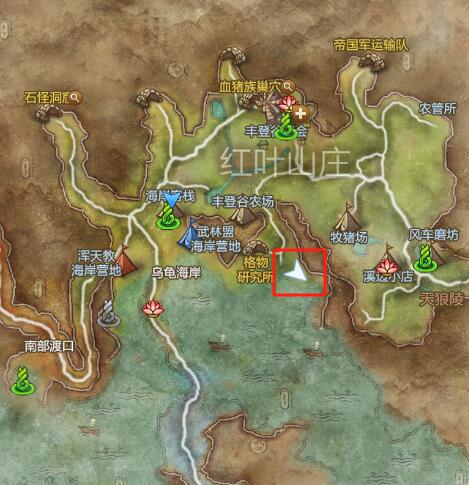 帝国军运输队
血猪族巢穴
石怪洞窟
农管所
丰登谷
会
红叶山庄
海岸客栈
丰登谷农场
武林盟
海岸营地
牧猪场
风车磨坊
浑天教
海岸营地
乌龟海岸
格物
研究所
溪边小店
天狼陵
南部渡口